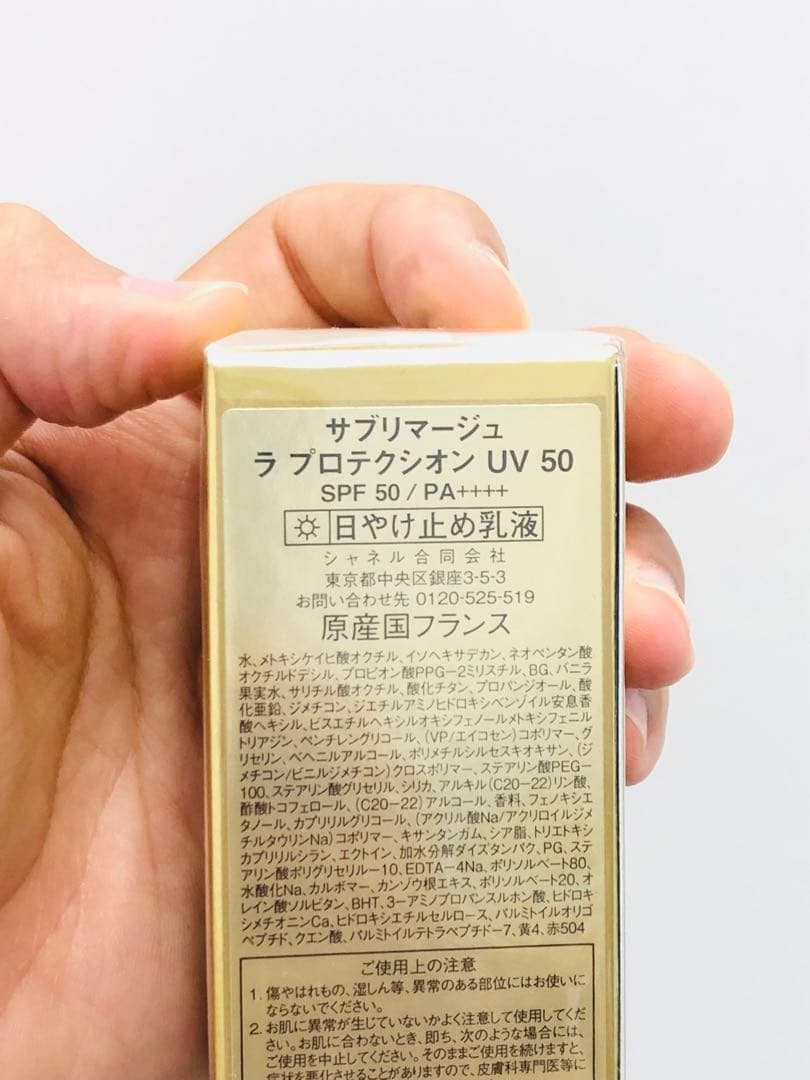 サブリマージュ
ラ プロテクシオン UV 50
SPF 50 / PA++++
日やけ止め乳液
シャネル合同会社
東京都中央区銀座3-5-3
お問い合わせ先 0120-525-519
原産国フランス
水、メトキシケイヒ酸オクチル、イソヘキサデカン、ネオペンタン酸
オクチルドデシル、プロピオン酸PPG-2ミリスチル、BG、バニラ
果実水、サリチル酸オクチル、酸化チタン、プロパンジオール、酸
化亜鉛、ジメチコン、ジエチルアミノヒドロキシベンゾイル安息香
酸ヘキシル、ビスエチルヘキシルオキシフェノールメトキシフェニル
トリアジン、ペンチレングリコール、(VP/エイコセン)コポリマー、グ
リセリン、ベヘニルアルコール、ポリメチルシルセスキオキサン、(ジ
メチコン/ビニルジメチコン)クロスポリマー、ステアリン酸PEG-
100、ステアリン酸グリセリル、シリカ、アルキル(C20-22)リン酸、
酢酸トコフェロール、(C20-22)アルコール、香料、フェノキシエ
タノール、カプリリルグリコール、(アクリル酸Na/アクリロイルジメ
チルタウリンNa)コポリマー、キサンタンガム、シア脂、トリエトキシ
カプリリルシラン、エクトイン、加水分解ダイズタンパク、PG、ステ
アリン酸ポリグリセリル-10、EDTA-4Na、ポリソルベート80、
水酸化Na、カルボマー、カンゾウ根エキス、ポリソルベート20、オ
レイン酸ソルビタン、BHT、3-アミノプロパンスルホン酸、ヒドロキ
シメチオニンCa、ヒドロキシエチルセルロース、パルミトイルオリゴ
ペプチド、クエン酸、パルミトイルテトラペプチド-7、黄4、赤504
ご使用上の注意
1. 傷やはれもの、湿しん等、異常のある部位にはお使いに
ならないでください。
2. お肌に異常が生じていないかよく注意して使用してくだ
さい。お肌に合わないとき、即ち、次のような場合には、
ご使用を中止してください。そのままご使用を続けますと、
症状を悪化させることがありますので、皮膚科専門医等に